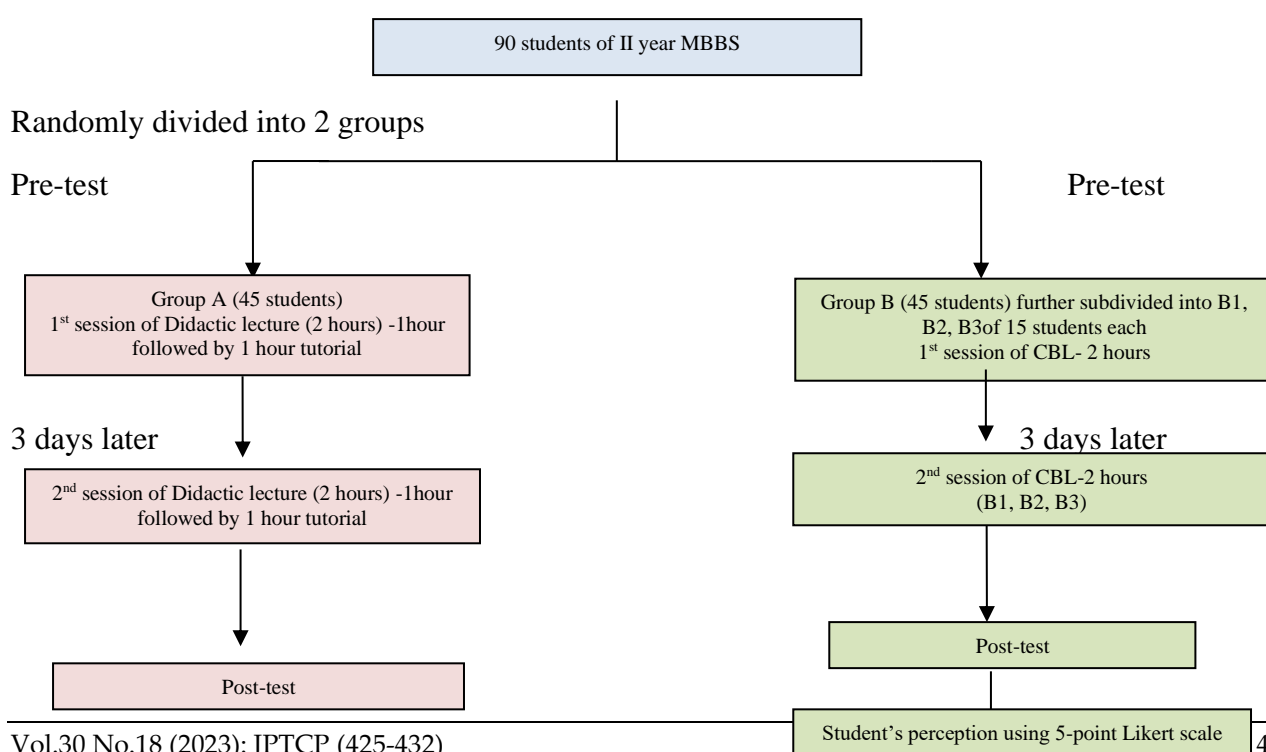 90 students of II year MBBS
Randomly divided into 2 groups
Pre-test
Pre-test
Group A (45 students)
1st session of Didactic lecture (2 hours) -1hour
followed by 1 hour tutorial
Group B (45 students) further subdivided into B1,
B2, B3of 15 students each
1st session of CBL- 2 hours
3 days later
3 days later
2nd session of Didactic lecture (2 hours) -1hour
followed by 1 hour tutorial
2nd session of CBL-2 hours
(B1, B2, B3)
Post-test
Post-test
Student's perception using 5-point Likert scale
Vol.30 No.18 (2023): JPTCP (425-432)
4